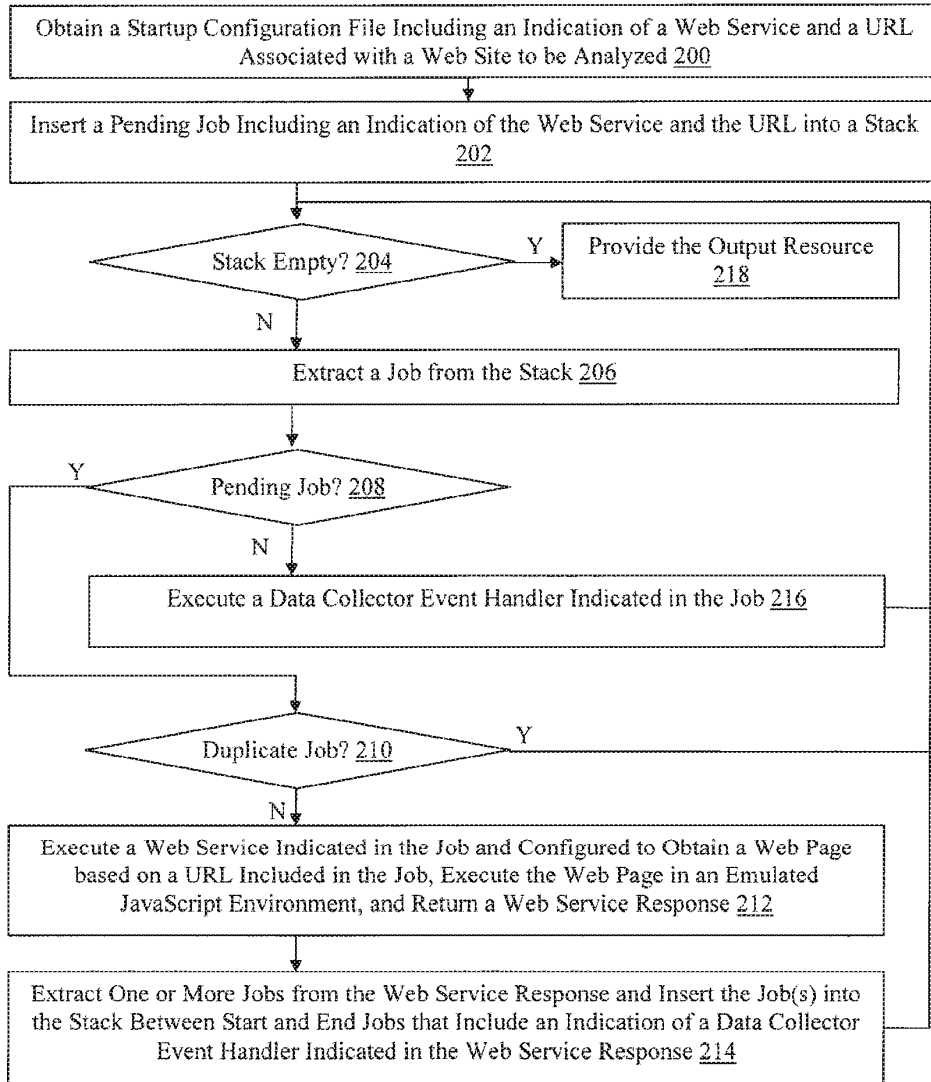 Obtain a Startup Configuration File Including an Indication of a Web Service and a URL
Associated with a Web Site to be Analyzed 200
Insert a Pending Job Including an Indication of the Web Service and the URL into a Stack
202
Stack Empty? 204
Y
Provide the Output Resource
218
N
Extract a Job from the Stack 206
Y
Pending Job? 208
N
Execute a Data Collector Event Handler Indicated in the Job 216
Duplicate Job? 210
Y
N
Execute a Web Service Indicated in the Job and Configured to Obtain a Web Page
based on a URL Included in the Job, Execute the Web Page in an Emulated
JavaScript Environment, and Return a Web Service Response 212
Extract One or More Jobs from the Web Service Response and Insert the Job(s) into
the Stack Between Start and End Jobs that Include an Indication of a Data Collector
Event Handler Indicated in the Web Service Response 214